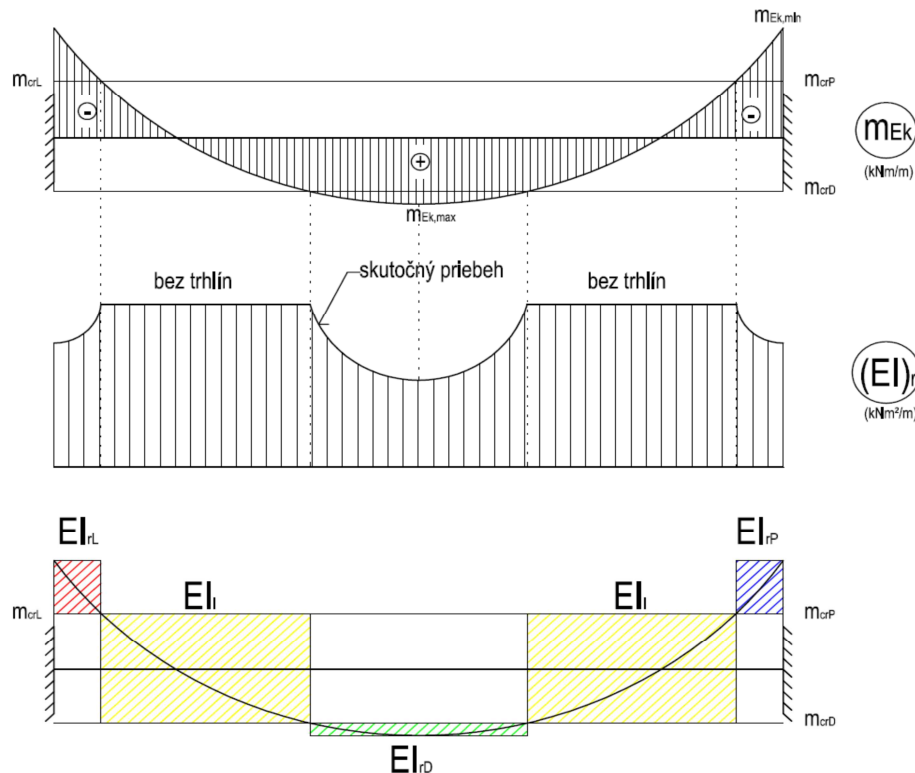 mEk,min
mcrL
mcrP
-
-
mEk
(kNm/m)
+
mcrD
mEk,max
skutočný priebeh
bez trhlín
bez trhlín
(EI)r
(kNm²/m)
EIrL
EIrP
EII
EII
mcrL
mcrP
mcrD
EIrD